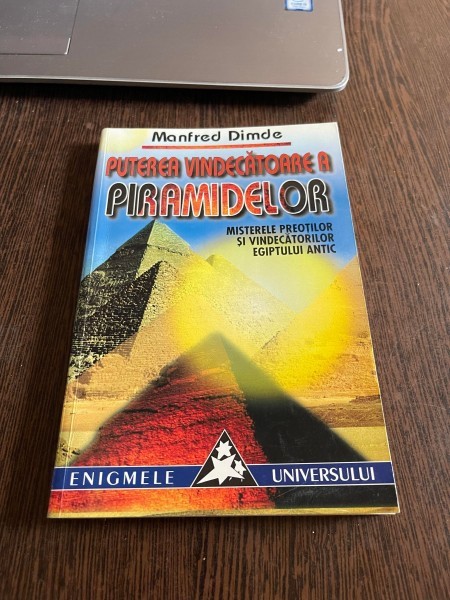 Manfred Dimde
PUTEREA VINDECĂTOARE A
PIRAMIDELOR
MISTERELE PREOȚILOR
ȘI VINDECĂTORILOR
EGIPTULUI ANTIC
ENIGMELE UNIVERSULUI